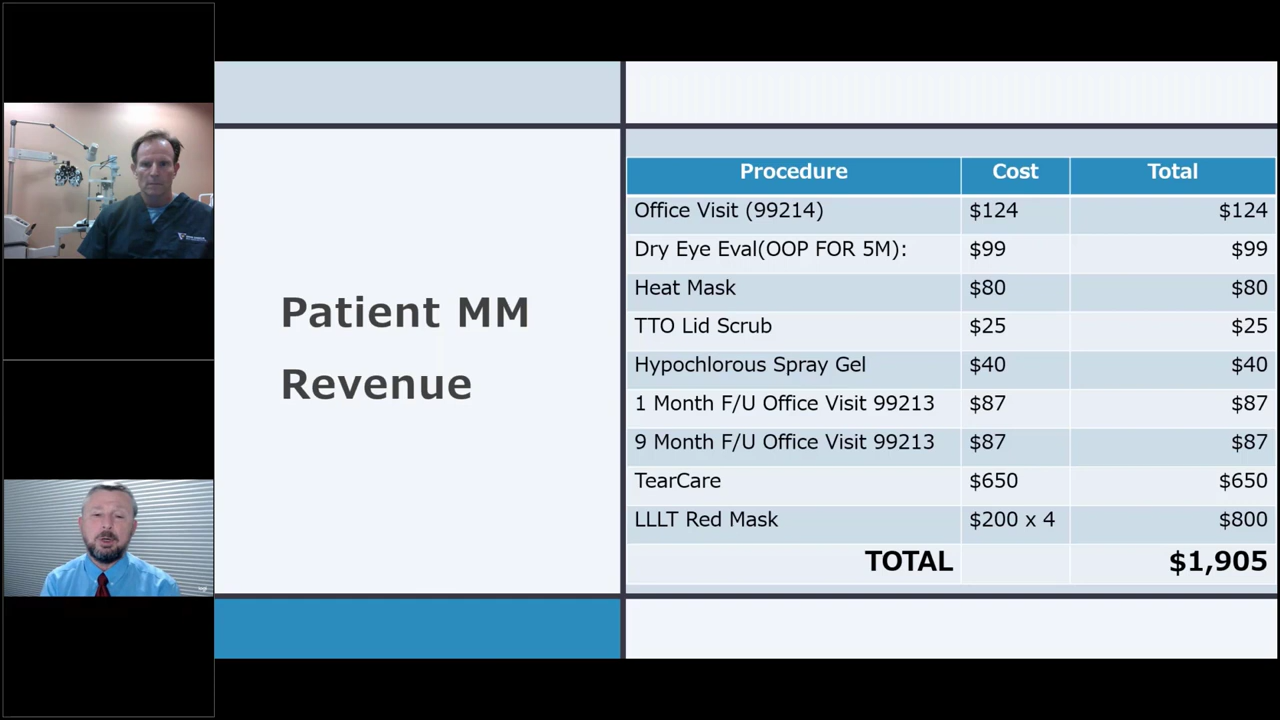 Patient MM
Revenue
Procedure Cost Total
Office Visit (99214) $124 $124
Dry Eye Eval(OOP FOR 5M): $99 $99
Heat Mask $80 $80
TTO Lid Scrub $25 $25
Hypochlorous Spray Gel $40 $40
1 Month F/U Office Visit 99213 $87 $87
9 Month F/U Office Visit 99213 $87 $87
TearCare $650 $650
LLLT Red Mask $200 x 4 $800
TOTAL $1,905